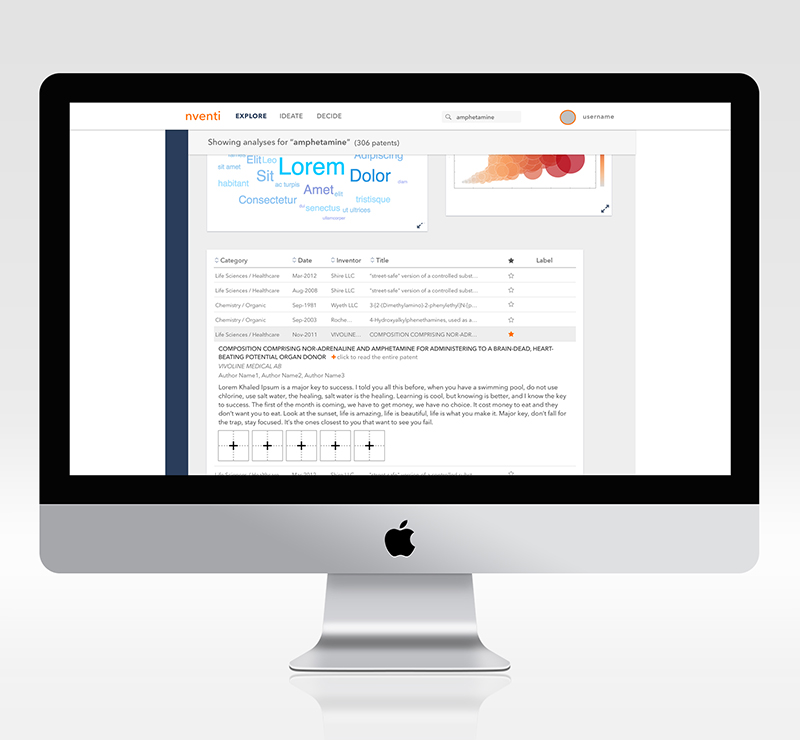 nventi EXPLORE IDEATE DECIDE amphetamine username
Showing analyses for "amphetamine" (306 patents)
Elit Leo Lorem Adipiscing
sit amet Sit Dolor
habitant ac turpis Amet elit diam
Consectetur tristique
dui senectus ut ultrices
ullamcorper
Category Date Inventor Title Label
Life Sciences / Healthcare Mar-2012 Shire LLC "street-safe" version of a controlled subst...
Life Sciences / Healthcare Aug-2008 Shire LLC "street-safe" version of a controlled subst...
Chemistry / Organic Sep-1981 Wyeth LLC 3-[2-(Dimethylamino)-2-phenylethyl]N-[p...
Chemistry / Organic Sep-2003 Roche... 4-Hydroxyalkylphenethamines, used as a...
Life Sciences / Healthcare Nov-2011 VIVOLINE... COMPOSITION COMPRISING NOR-ADR...
COMPOSITION COMPRISING NOR-ADRENALINE AND AMPHETAMINE FOR ADMINISTERING TO A BRAIN-DEAD, HEART-
BEATING POTENTIAL ORGAN DONOR +click to read the entire patent
VIVOLINE MEDICAL AB
Author Name1, Author Name2, Author Name3
Lorem Khaled Ipsum is a major key to success. I told you all this before, when you have a swimming pool, do not use
chlorine, use salt water, the healing, salt water is the healing. Learning is cool, but knowing is better, and I know the key
to success. The first of the month is coming, we have to get money, we have no choice. It cost money to eat and they
don't want you to eat. Look at the sunset, life is amazing, life is beautiful, life is what you make it. Major key, don't fall for
the trap, stay focused. It's the ones closest to you that want to see you fail.